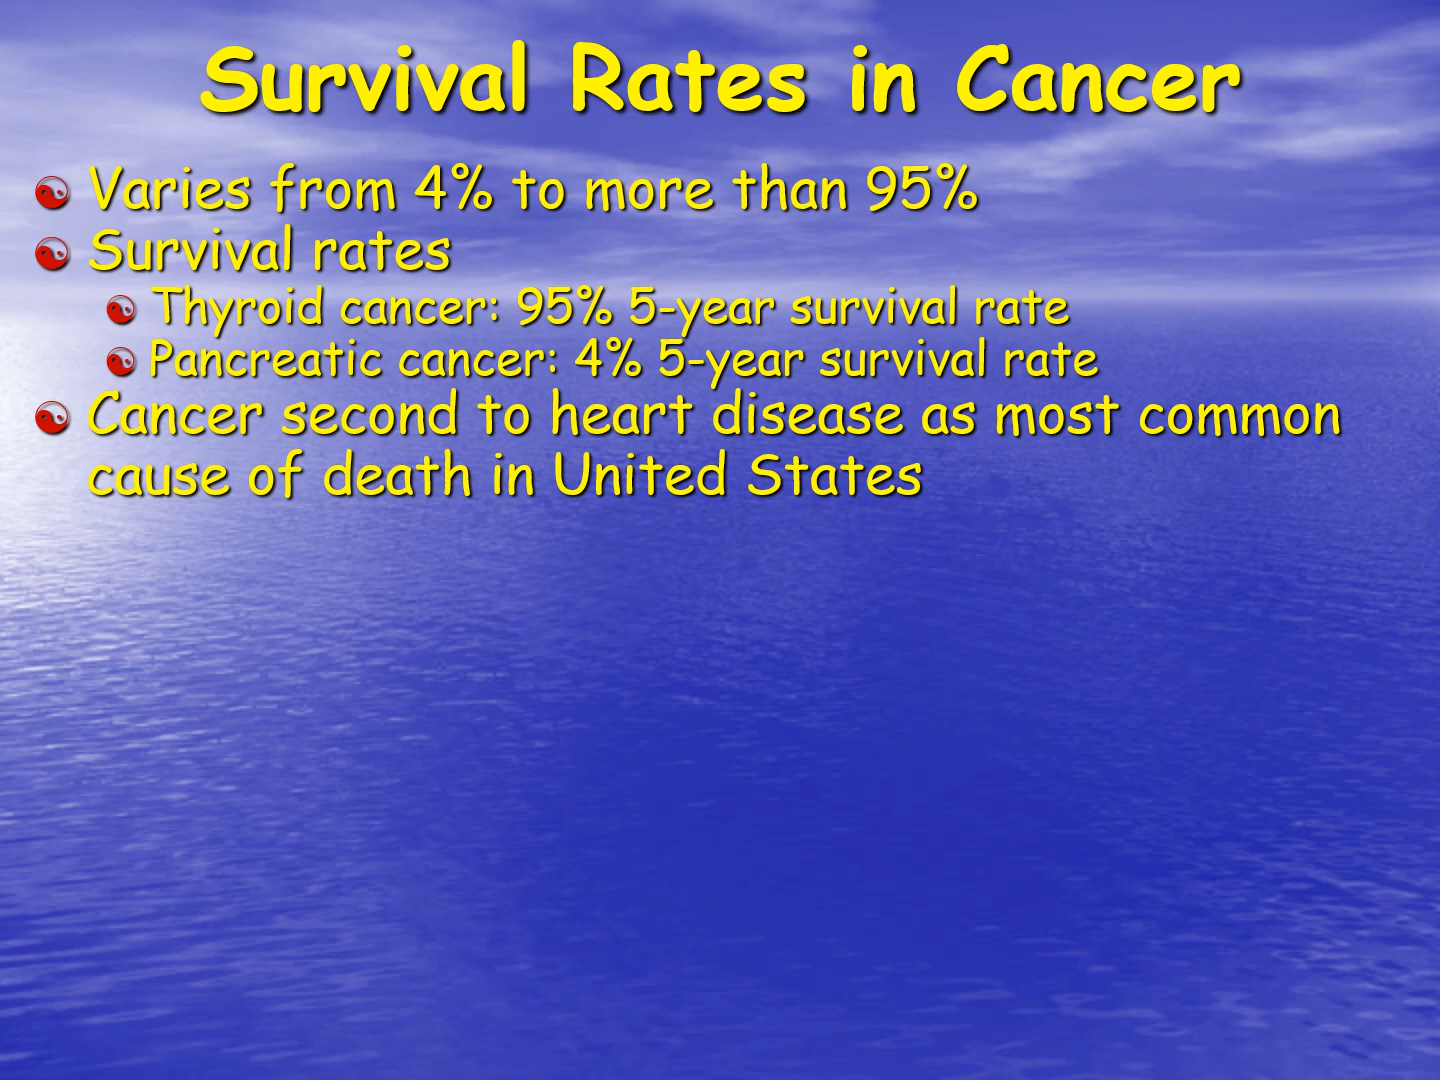 Survival Rates in Cancer
Varies from 4% to more than 95%
Survival rates
Thyroid cancer: 95% 5-year survival rate
Pancreatic cancer: 4% 5-year survival rate
Cancer second to heart disease as most common
cause of death in United States